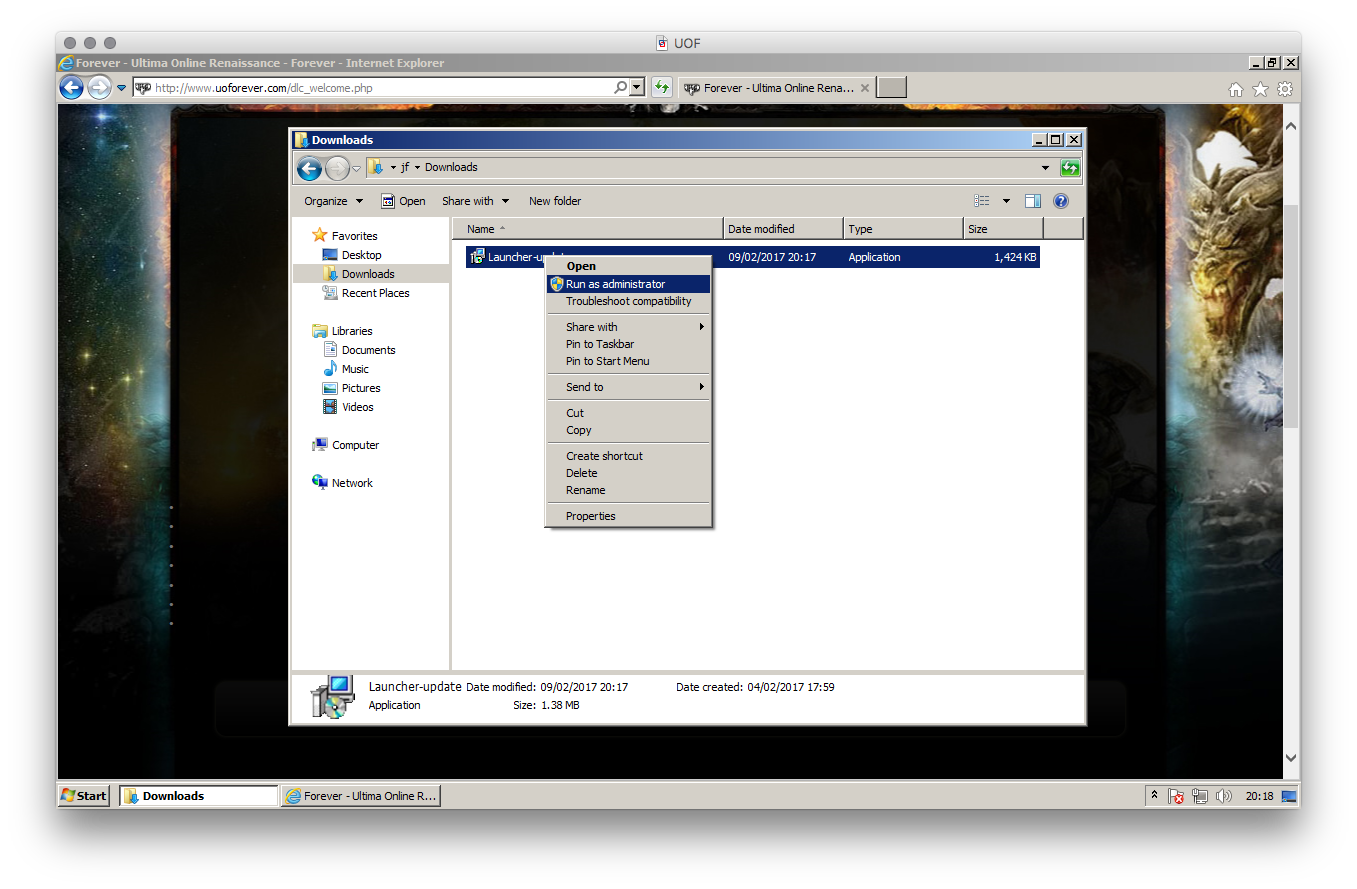 UOF
Forever - Ultima Online Renaissance - Forever - Internet Explorer
http://www.uoforever.com/dlc_welcome.php
Forever - Ultima Online Rena...
Downloads
jf Downloads
Organize Open Share with New folder
Name Date modified Type Size
Favorites
Desktop
Downloads
Recent Places
Libraries
Documents
Music
Pictures
Videos
Computer
Network
Launcher-update 09/02/2017 20:17 Application 1,424 KB
Open
Run as administrator
Troubleshoot compatibility
Share with
Pin to Taskbar
Pin to Start Menu
Send to
Cut
Copy
Create shortcut
Delete
Rename
Properties
Launcher-update Date modified: 09/02/2017 20:17 Date created: 04/02/2017 17:59
Application Size: 1.38 MB
Start Downloads Forever - Ultima Online R... 20:18